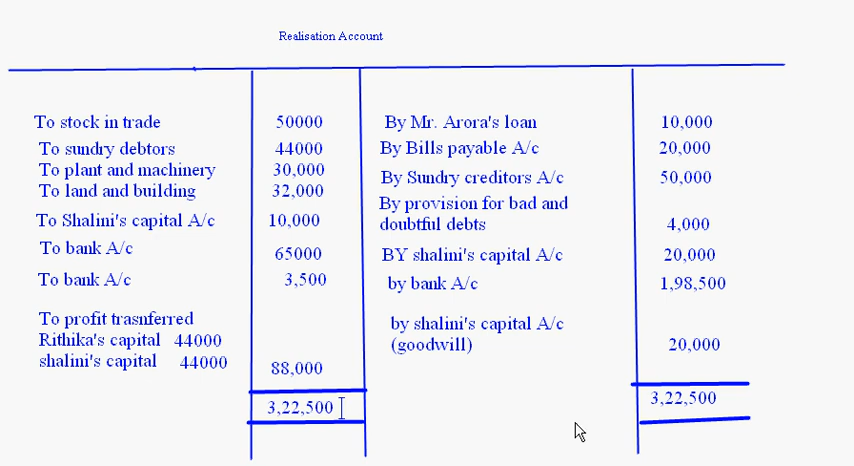 Realisation Account
To stock in trade 50000 By Mr. Arora's loan 10,000
To sundry debtors 44000 By Bills payable A/c 20,000
To plant and machinery 30,000
To land and building 32,000 By Sundry creditors A/c 50,000
By provision for bad and
To Shalini's capital A/c 10,000 doubtful debts 4,000
To bank A/c 65000 BY shalini's capital A/c 20,000
To bank A/c 3,500 by bank A/c 1,98,500
To profit trasnferred by shalini's capital A/c
Rithika's capital 44000 (goodwill) 20,000
shalini's capital 44000 88,000
3,22,500 3,22,500